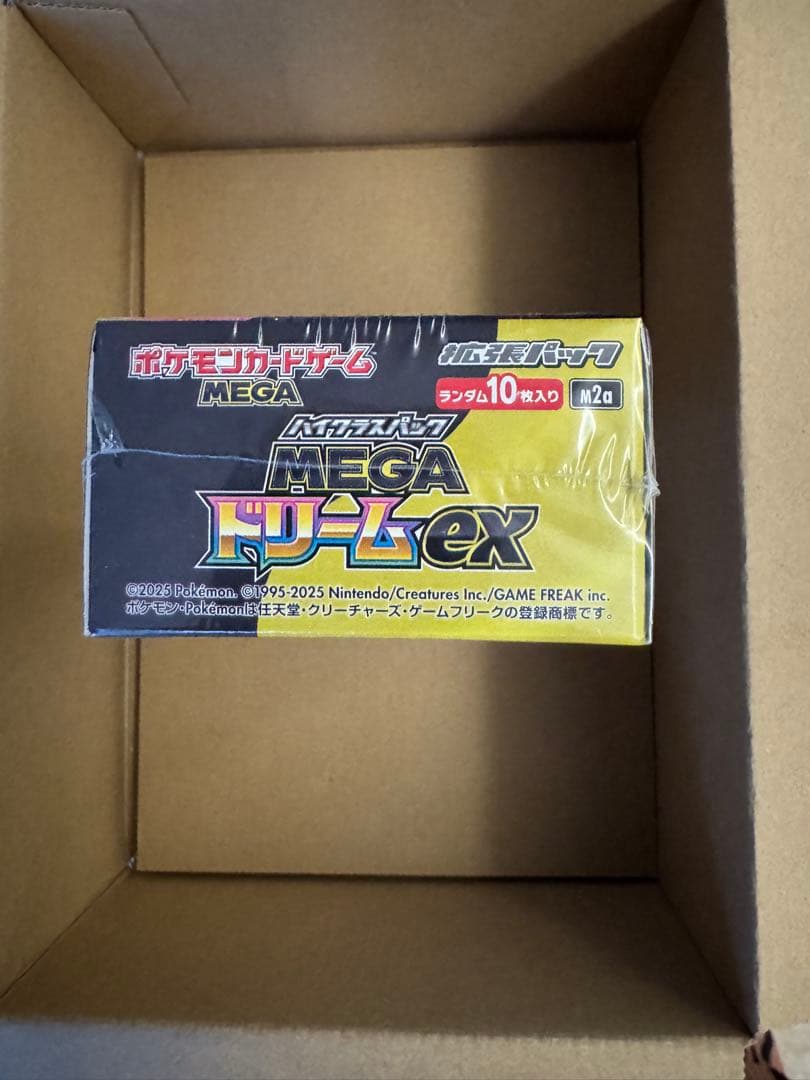 ポケモンカードゲーム
MEGA
拡張パック
ランダム10枚入り M2a
ハイクラスパック
MEGA
ドリームex
©2025 Pokémon. ©1995-2025 Nintendo/Creatures Inc./GAME FREAK inc.
ポケモン・Pokémonは任天堂・クリーチャーズ・ゲームフリークの登録商標です。